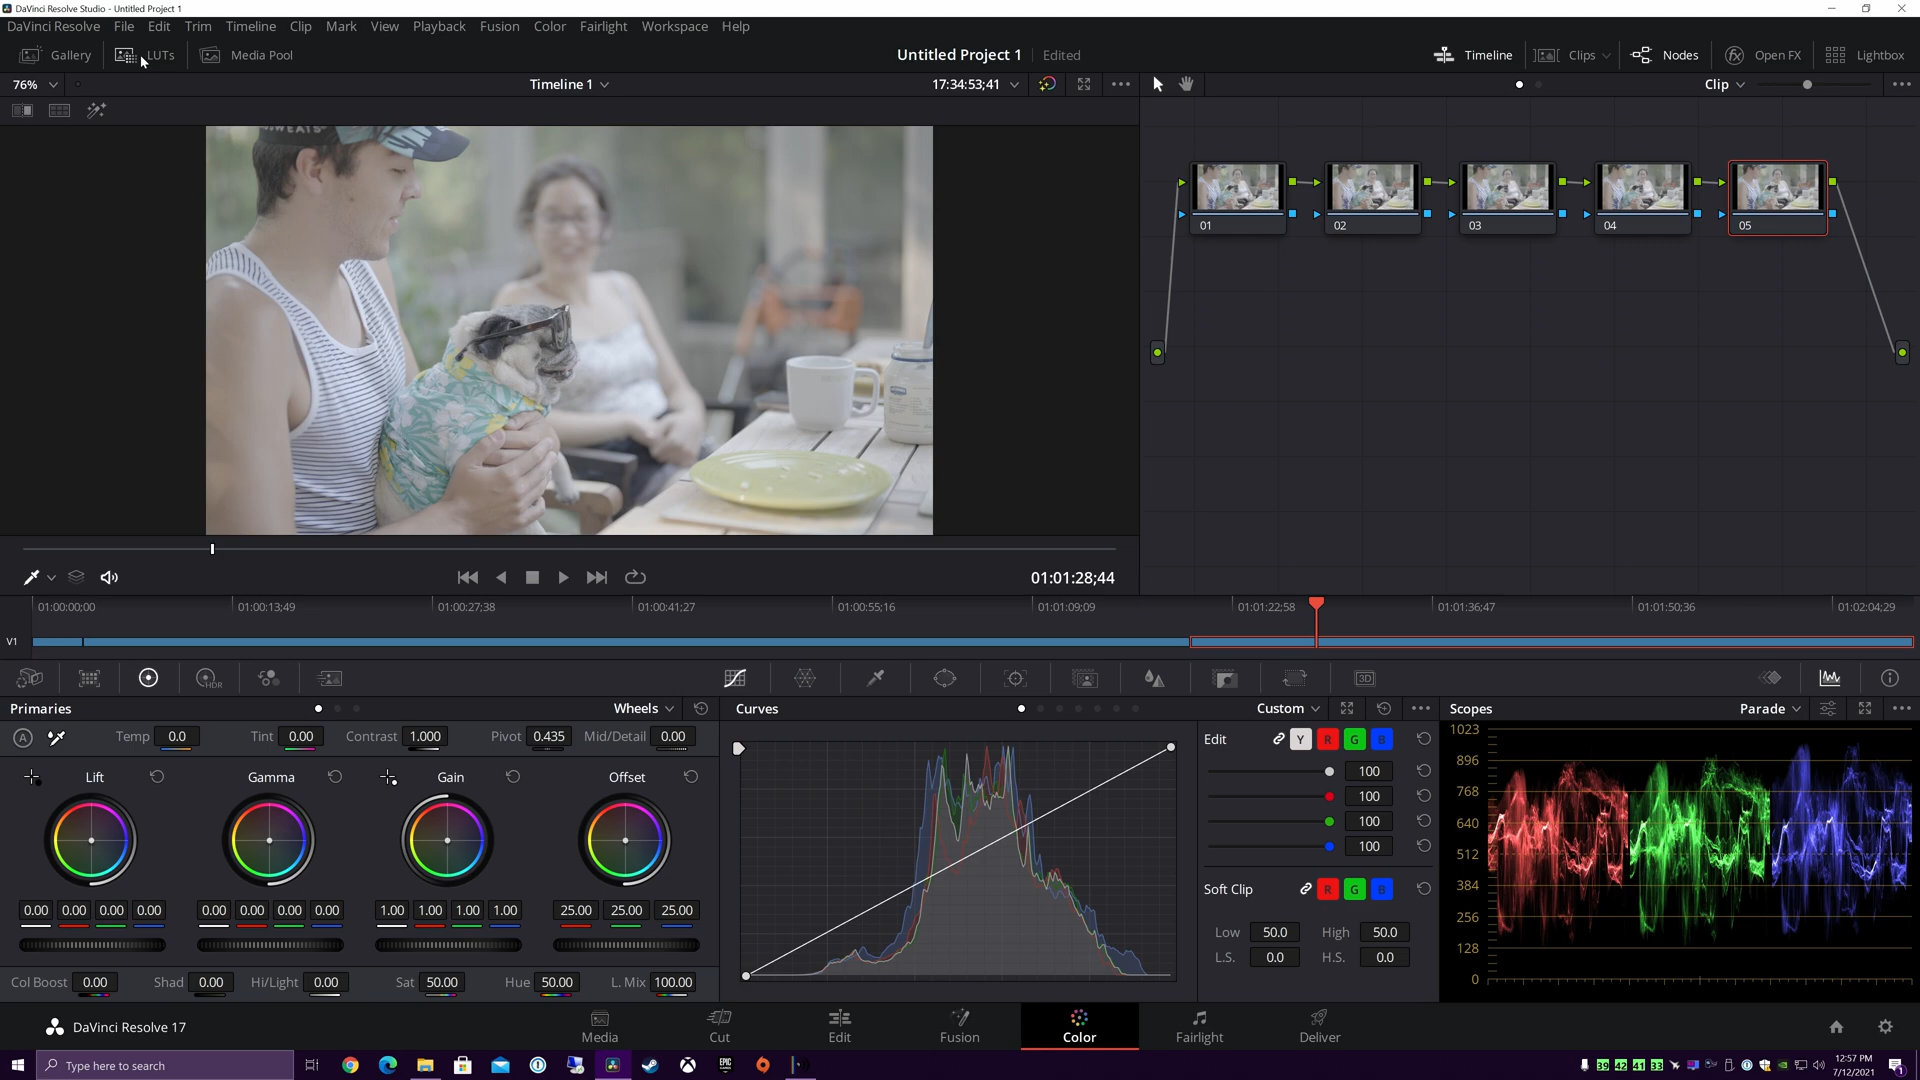 DaVinci Resolve Studio - Untitled Project 1
DaVinci Resolve File Edit Trim Timeline Clip Mark View Playback Fusion Color Fairlight Workspace Help
Gallery LUTs Media Pool Untitled Project 1 Edited Timeline Clips Nodes Open FX Lightbox
76% Timeline 1 17:34:53;41 Clip
01 02 03 04 05
01:01:28;44
01:00:00;00 01:00:13;49 01:00:27;38 01:00:41;27 01:00:55;16 01:01:09;09 01:01:22;58 01:01:36;47 01:01:50;36 01:02:04;29
V1
HDR 3D
Primaries Wheels Curves Custom Scopes Parade
A Temp 0.0 Tint 0.00 Contrast 1.000 Pivot 0.435 Mid/Detail 0.00
Lift Gamma Gain Offset
0.00 0.00 0.00 0.00 0.00 0.00 0.00 0.00 1.00 1.00 1.00 1.00 25.00 25.00 25.00
Col Boost 0.00 Shad 0.00 Hi/Light 0.00 Sat 50.00 Hue 50.00 L. Mix 100.00
Edit Y R G B
100
100
100
100
Soft Clip R G B
Low 50.0 High 50.0
L.S. 0.0 H.S. 0.0
1023
896
768
640
512
384
256
128
0
DaVinci Resolve 17 Media Cut Edit Fusion Color Fairlight Deliver
Type here to search
EPIC
39 42 41 33
12:57 PM
7/12/2021
1